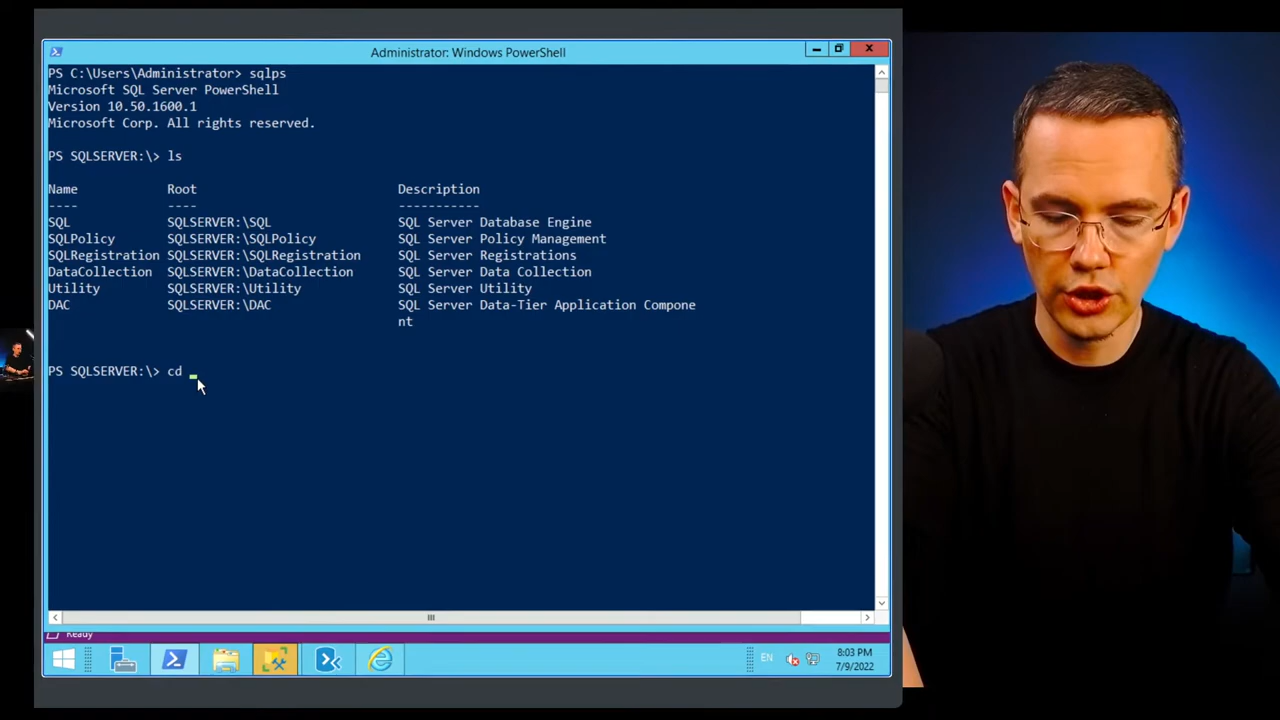 Administrator: Windows PowerShell
PS C:\Users\Administrator> sqlps
Microsoft SQL Server PowerShell
Version 10.50.1600.1
Microsoft Corp. All rights reserved.
PS SQLSERVER:\> ls
Name Root Description
---- ---- -----------
SQL SQLSERVER:\SQL SQL Server Database Engine
SQLPolicy SQLSERVER:\SQLPolicy SQL Server Policy Management
SQLRegistration SQLSERVER:\SQLRegistration SQL Server Registrations
DataCollection SQLSERVER:\DataCollection SQL Server Data Collection
Utility SQLSERVER:\Utility SQL Server Utility
DAC SQLSERVER:\DAC SQL Server Data-Tier Application Compone
nt
PS SQLSERVER:\> cd
Ready
EN
8:03 PM
7/9/2022